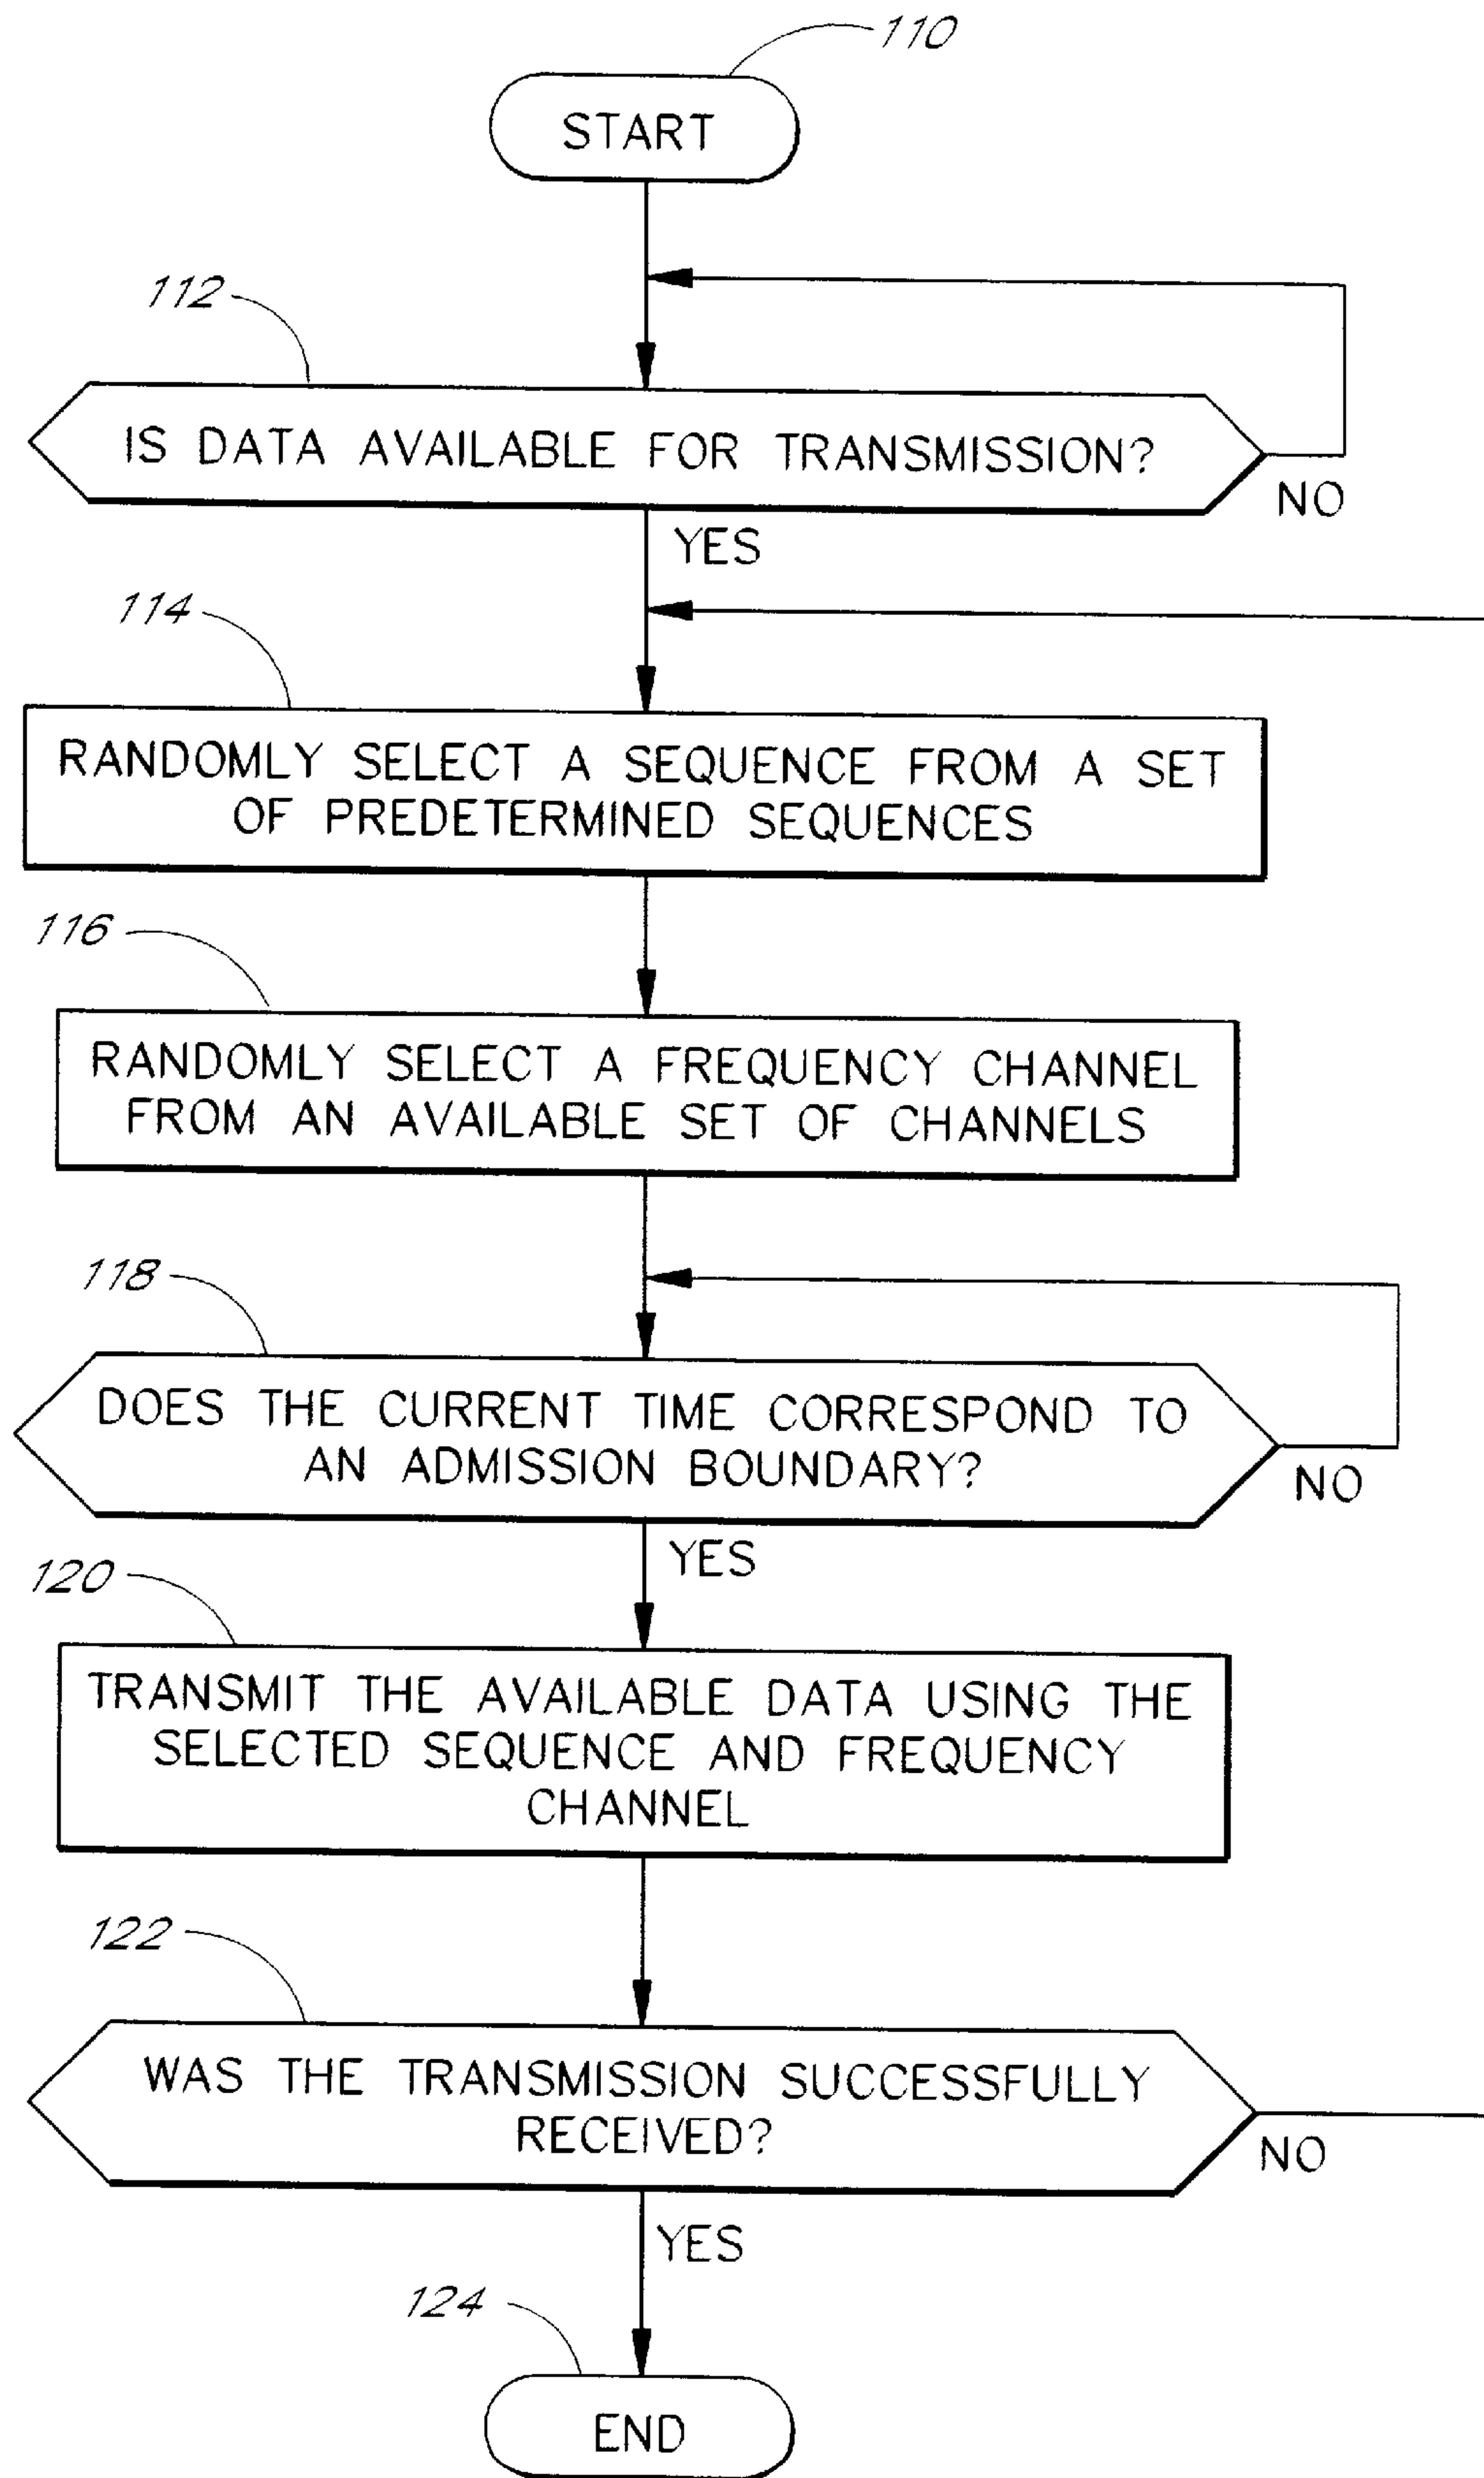 110
START
112
IS DATA AVAILABLE FOR TRANSMISSION?
NO
YES
114
RANDOMLY SELECT A SEQUENCE FROM A SET
OF PREDETERMINED SEQUENCES
116
RANDOMLY SELECT A FREQUENCY CHANNEL
FROM AN AVAILABLE SET OF CHANNELS
118
DOES THE CURRENT TIME CORRESPOND TO
AN ADMISSION BOUNDARY?
NO
YES
120
TRANSMIT THE AVAILABLE DATA USING THE
SELECTED SEQUENCE AND FREQUENCY
CHANNEL
122
WAS THE TRANSMISSION SUCCESSFULLY
RECEIVED?
NO
YES
124
END